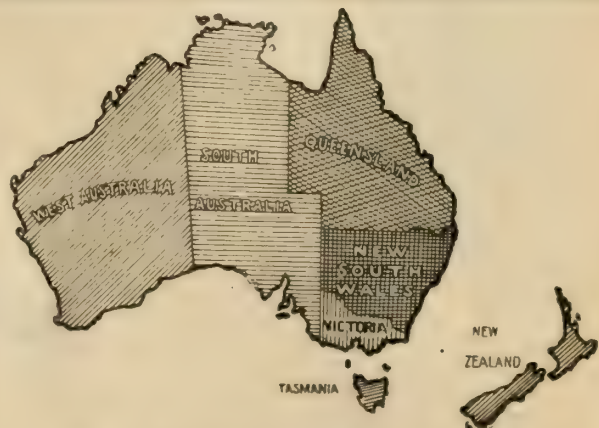 SOUTH
AUSTRALIA
QUEENSLAND
WEST AUSTRALIA
NEW
SOUTH
WALES
VICTORIA
NEW
ZEALAND
TASMANIA